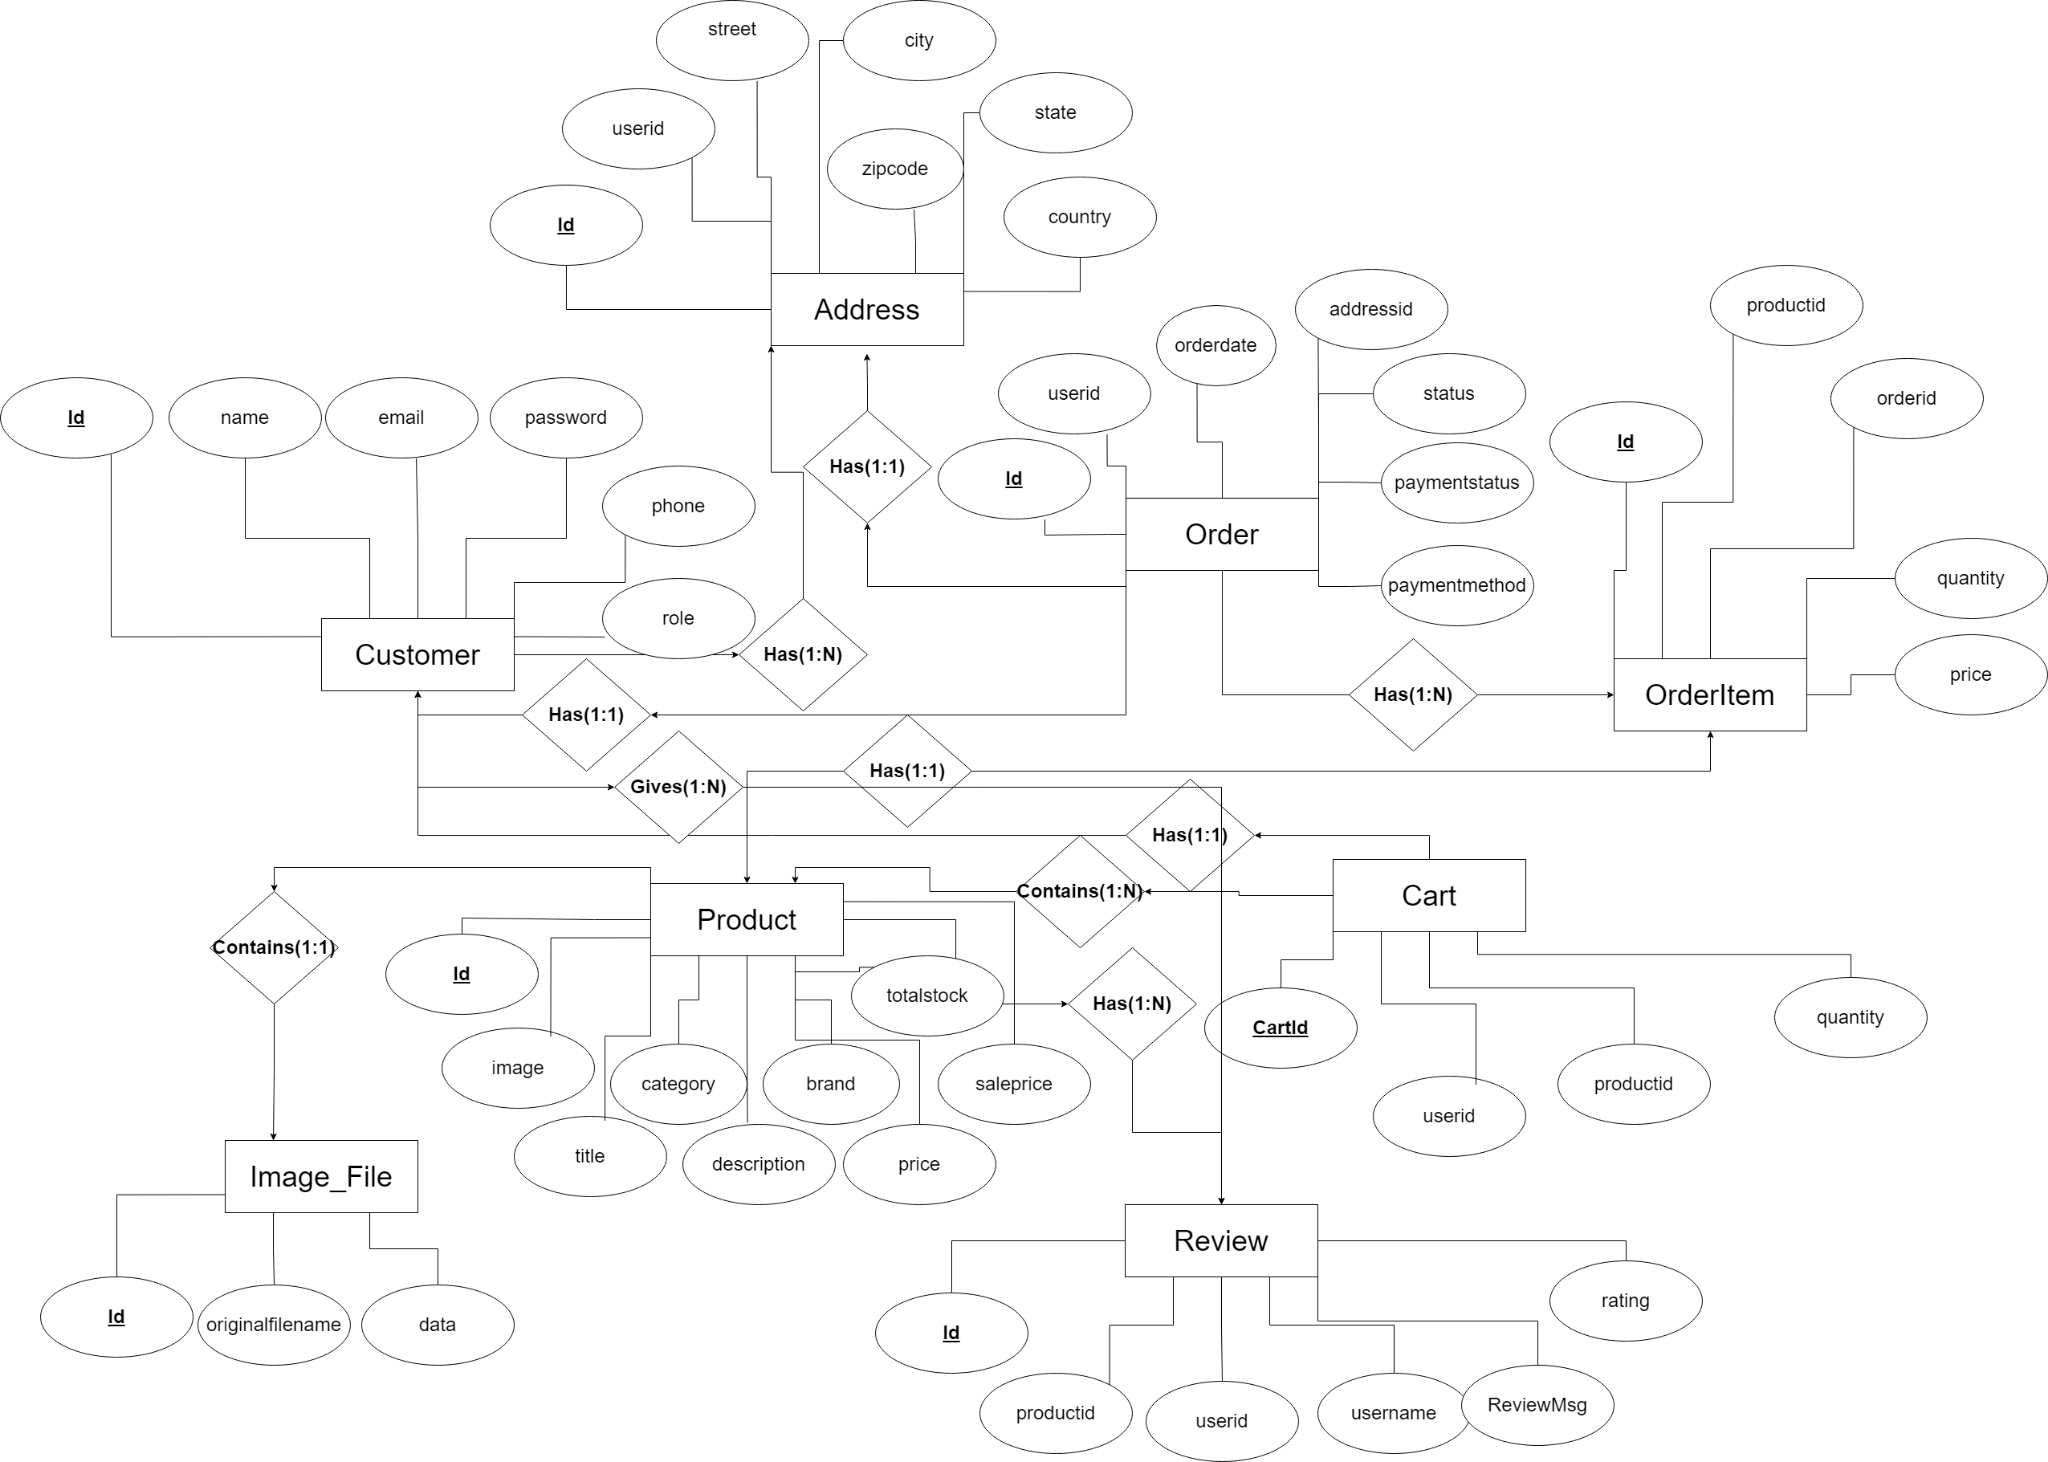 street
city
state
userid
zipcode
Id
country
Address
addressid
productid
orderdate
userid
status
orderid
Id
name
email
password
Id
Has(1:1)
Id
phone
paymentstatus
Order
paymentmethod
quantity
role
Customer
Has(1:N)
Has(1:N)
OrderItem
price
Has(1:1)
Has(1:1)
Gives(1:N)
Has(1:1)
Contains(1:N)
Cart
Product
Contains(1:1)
Id
totalstock
Has(1:N)
CartId
quantity
image
category
brand
saleprice
productid
userid
title
description
price
Image_File
Review
Id
originalfilename
data
Id
rating
productid
userid
username
ReviewMsg